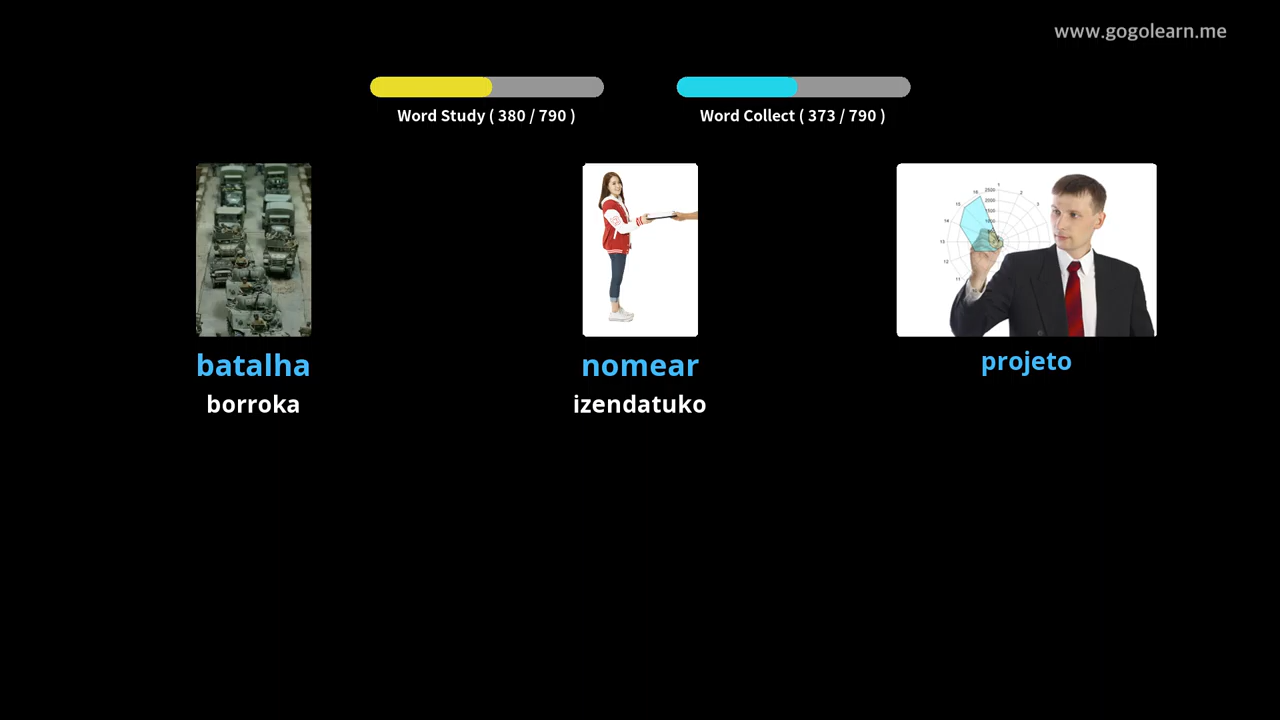 www.gogolearn.me
Word Study ( 380 / 790 )
Word Collect ( 373 / 790 )
batalha
nomear
projeto
borroka
izendatuko